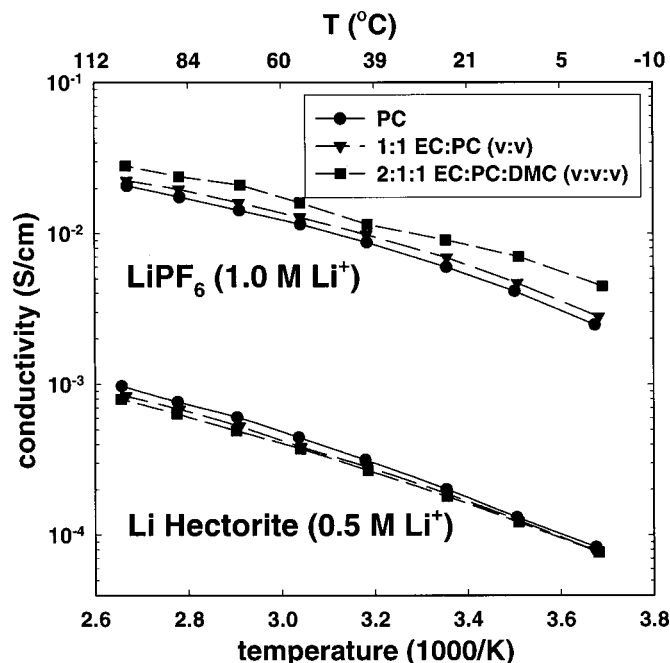 T (°C)
112 84 60 39 21 5 -10
10⁻¹
PC
1:1 EC:PC (v:v)
2:1:1 EC:PC:DMC (v:v:v)
10⁻²
LiPF₆ (1.0 M Li⁺)
conductivity (S/cm)
10⁻³
Li Hectorite (0.5 M Li⁺)
10⁻⁴
2.6 2.8 3.0 3.2 3.4 3.6 3.8
temperature (1000/K)